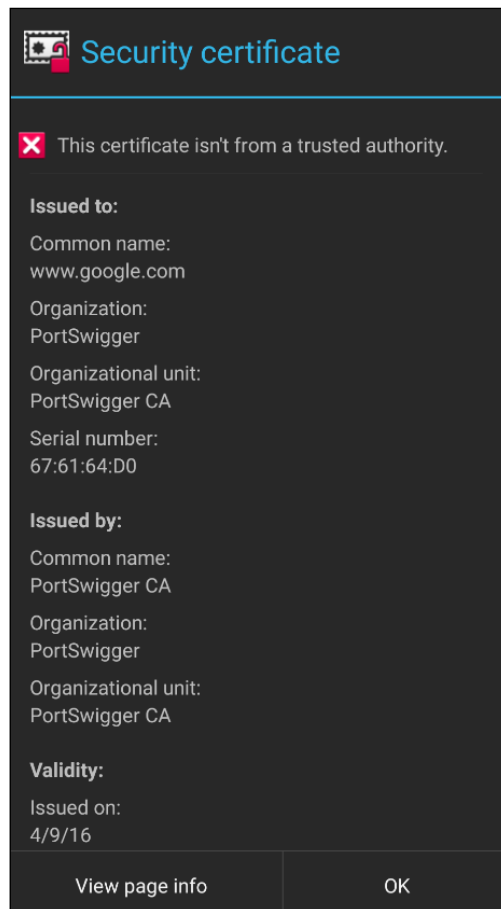 Security certificate
This certificate isn't from a trusted authority.
Issued to:
Common name:
www.google.com
Organization:
PortSwigger
Organizational unit:
PortSwigger CA
Serial number:
67:61:64:D0
Issued by:
Common name:
PortSwigger CA
Organization:
PortSwigger
Organizational unit:
PortSwigger CA
Validity:
Issued on:
4/9/16
View page info
OK